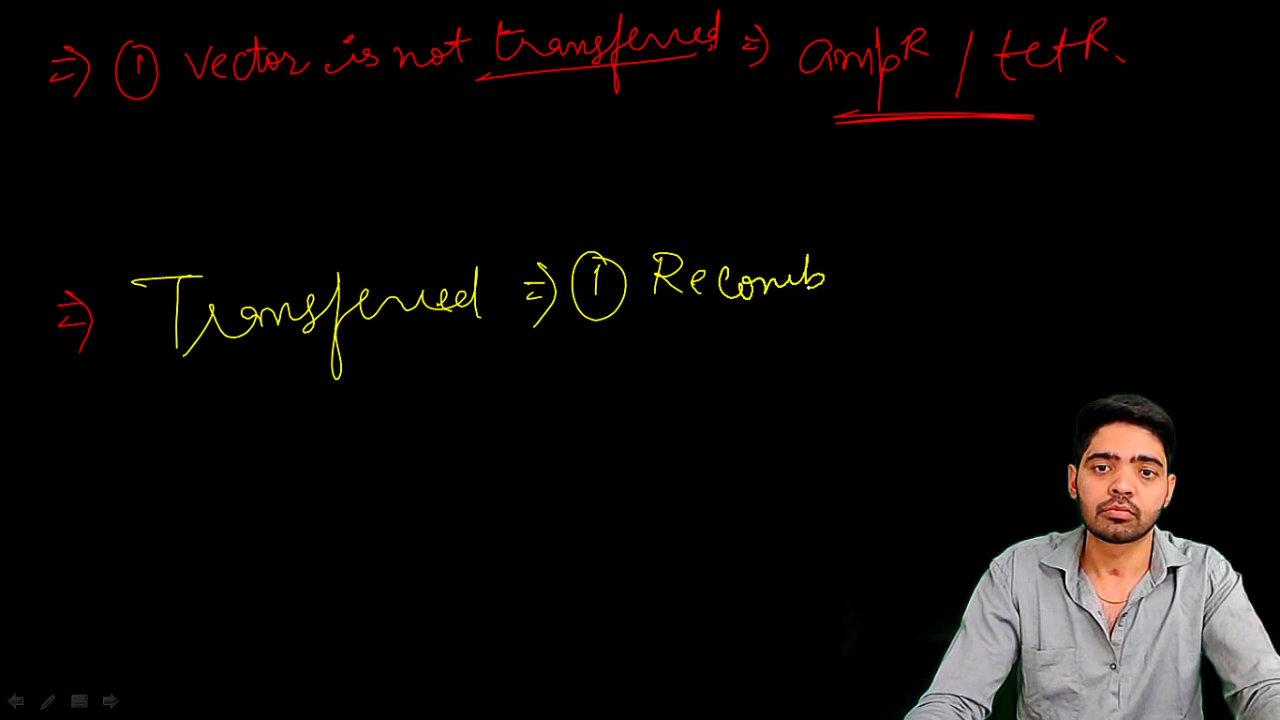 ⇒ ① vector is not transferred ⇒ ampR / tetR.
⇒ Transferred ⇒ ① Recomb